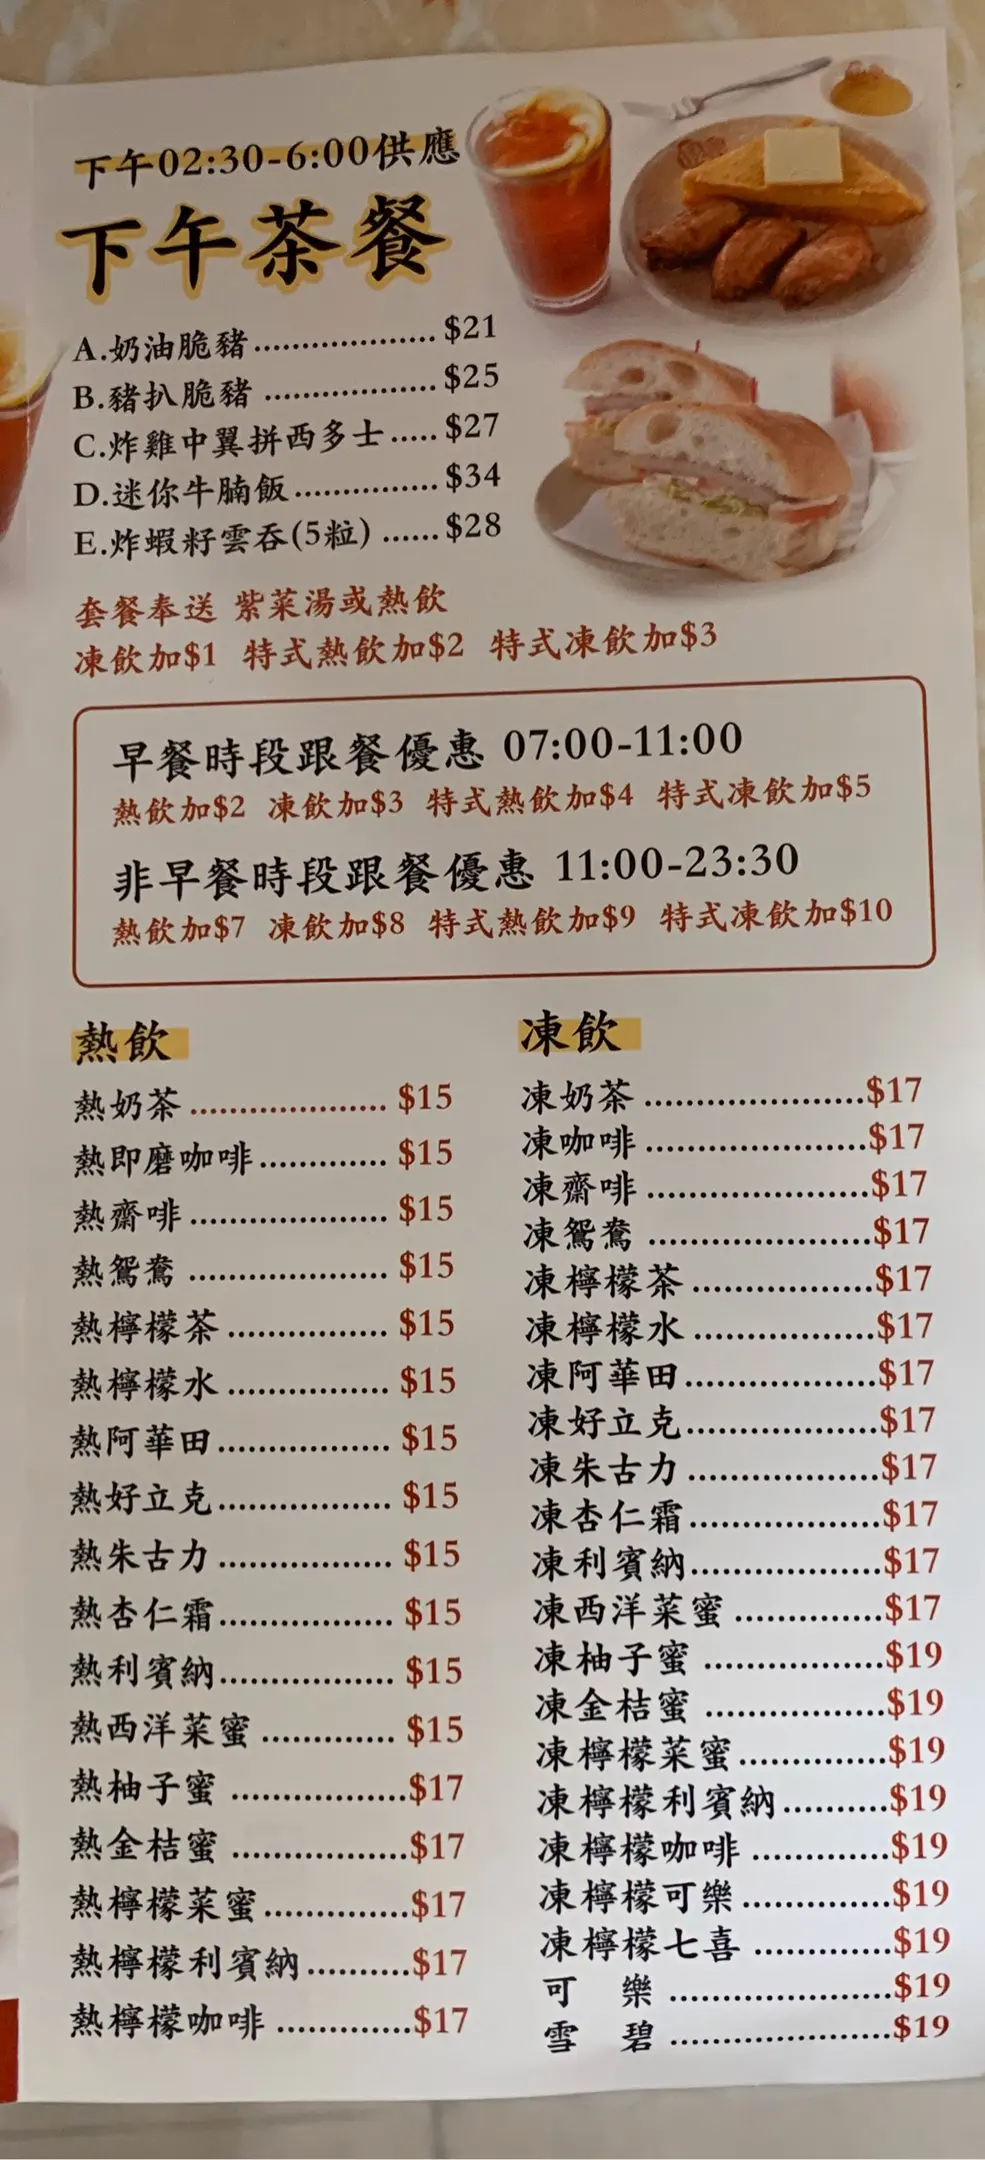 下午02:30-6:00供應
下午茶餐
A.奶油脆豬................... $21
B.豬扒脆豬 ................. $25
C.炸雞中翼拼西多士..... $27
D.迷你牛腩飯............... $34
E.炸蝦籽雲吞(5粒) ...... $28
套餐奉送 紫菜湯或熱飲
凍飲加$1 特式熱飲加$2 特式凍飲加$3
早餐時段跟餐優惠 07:00-11:00
熱飲加$2 凍飲加$3 特式熱飲加$4 特式凍飲加$5
非早餐時段跟餐優惠 11:00-23:30
熱飲加$7 凍飲加$8 特式熱飲加$9 特式凍飲加$10
熱飲
熱奶茶 ..................... $15
熱即磨咖啡.............. $15
熱齋啡 ..................... $15
熱鴛鴦 ..................... $15
熱檸檬茶 ................. $15
熱檸檬水 ................. $15
熱阿華田.................. $15
熱好立克.................. $15
熱朱古力 .................. $15
熱杏仁霜.................. $15
熱利賓納.................. $15
熱西洋菜蜜 .............. $15
熱柚子蜜 ..................$17
熱金桔蜜 ..................$17
熱檸檬菜蜜...............$17
熱檸檬利賓納...........$17
熱檸檬咖啡 ..............$17
凍飲
凍奶茶 .......................$17
凍咖啡 .......................$17
凍齋啡 .......................$17
凍鴛鴦 .......................$17
凍檸檬茶 ...................$17
凍檸檬水 ...................$17
凍阿華田....................$17
凍好立克....................$17
凍朱古力 ....................$17
凍杏仁霜....................$17
凍利賓納....................$17
凍西洋菜蜜 ................$17
凍柚子蜜 ...................$19
凍金桔蜜 ...................$19
凍檸檬菜蜜................$19
凍檸檬利賓納...........$19
凍檸檬咖啡 ...............$19
凍檸檬可樂................$19
凍檸檬七喜 ...............$19
可 樂 .......................$19
雪 碧 .......................$19